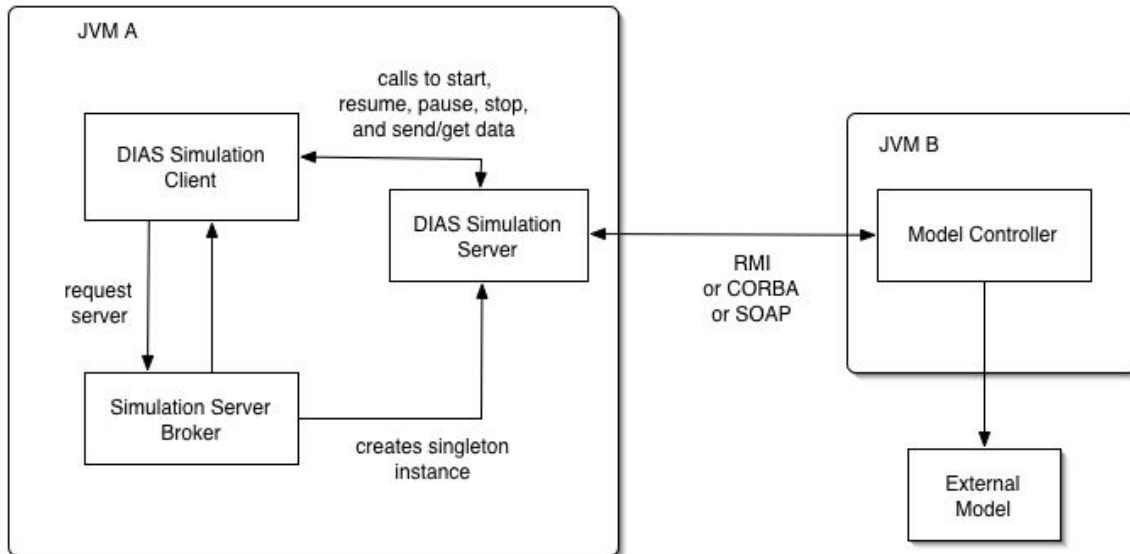 JVM A
calls to start,
resume, pause, stop,
and send/get data
DIAS Simulation
Client
DIAS Simulation
Server
request
server
Simulation Server
Broker
creates singleton
instance
RMI
or CORBA
or SOAP
JVM B
Model Controller
External
Model